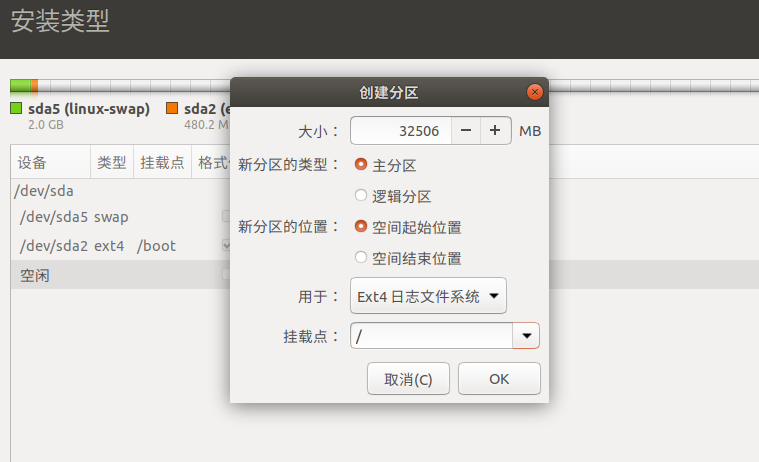 安装类型
sda5 (linux-swap)
2.0 GB
sda2 (e
480.2 M
设备 类型 挂载点 格式
/dev/sda
/dev/sda5 swap
/dev/sda2 ext4 /boot
空闲
创建分区
大小： 32506 MB
新分区的类型： 主分区
逻辑分区
新分区的位置： 空间起始位置
空间结束位置
用于： Ext4 日志文件系统
挂载点： /
取消(C) OK